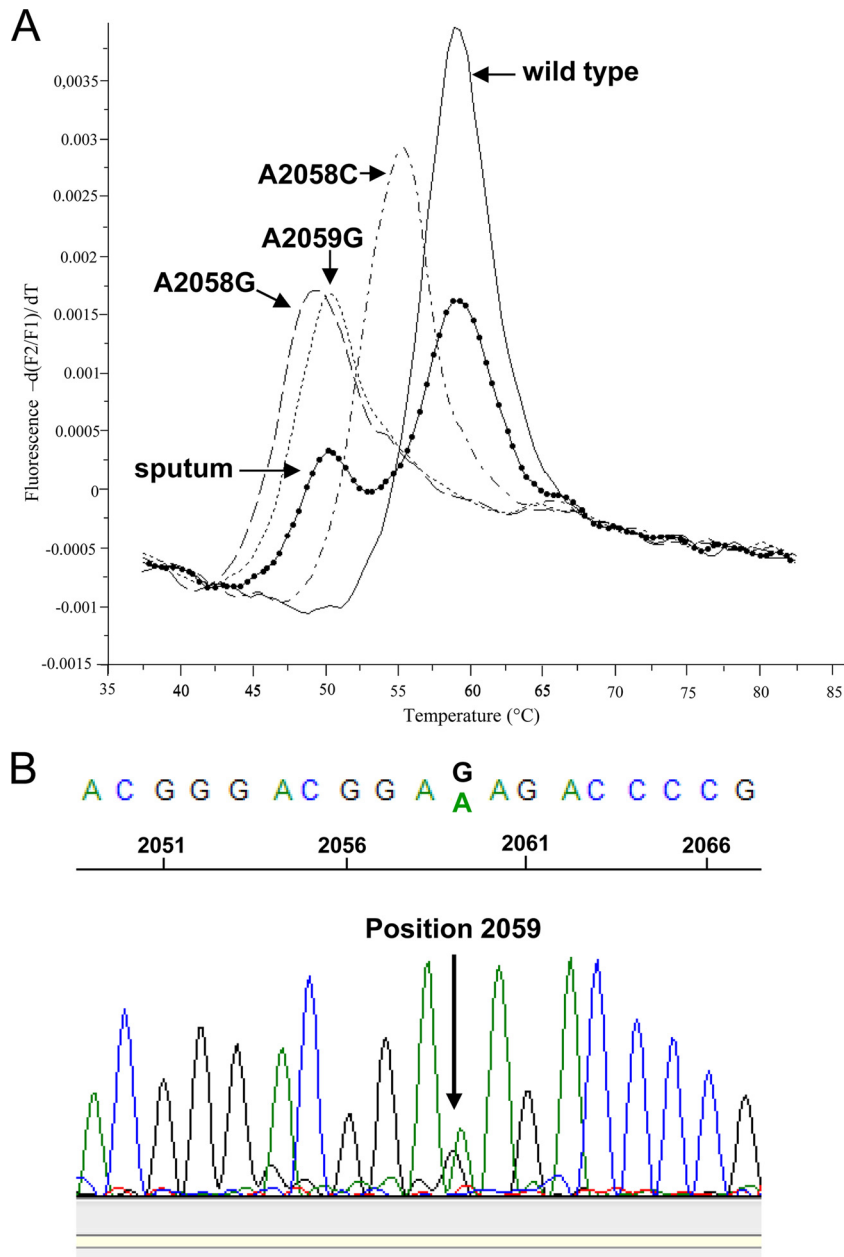 A
Fluorescence –d(F2/F1)/ dT
0,0035
0.003
0.0025
0.002
0.0015
0.001
0.0005
0
-0.0005
-0.001
-0.0015
wild type
A2058C
A2059G
A2058G
sputum
35 40 45 50 55 60 65 70 75 80 85
Temperature (°C)
B
G
A C G G G A C G G A A A G A C C C C G
2051 2056 2061 2066
Position 2059